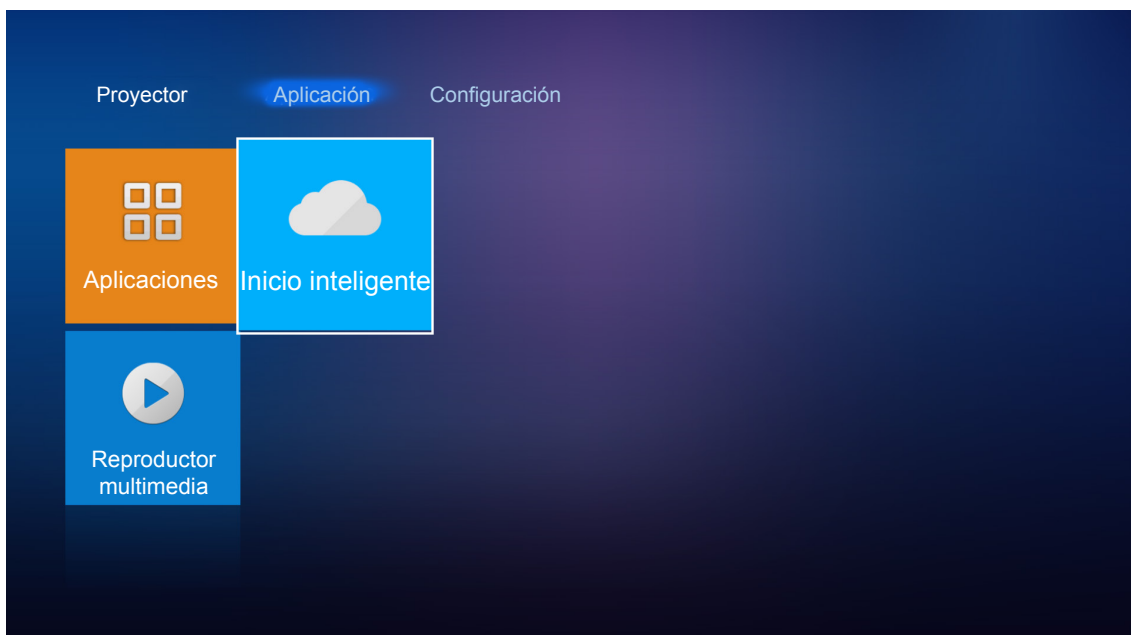 Proyector Aplicación Configuración
Aplicaciones Inicio inteligente
Reproductor
multimedia